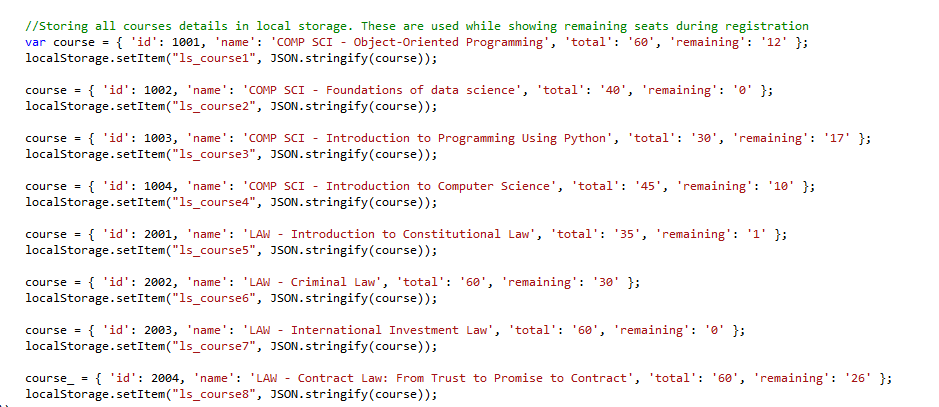 //Storing all courses details in local storage. These are used while showing remaining seats during registration
var course = { 'id': 1001, 'name': 'COMP SCI - Object-Oriented Programming', 'total': '60', 'remaining': '12' };
localStorage.setItem("ls_course1", JSON.stringify(course));
course = { 'id': 1002, 'name': 'COMP SCI - Foundations of data science', 'total': '40', 'remaining': '0' };
localStorage.setItem("ls_course2", JSON.stringify(course));
course = { 'id': 1003, 'name': 'COMP SCI - Introduction to Programming Using Python', 'total': '30', 'remaining': '17' };
localStorage.setItem("ls_course3", JSON.stringify(course));
course = { 'id': 1004, 'name': 'COMP SCI - Introduction to Computer Science', 'total': '45', 'remaining': '10' };
localStorage.setItem("ls_course4", JSON.stringify(course));
course = { 'id': 2001, 'name': 'LAW - Introduction to Constitutional Law', 'total': '35', 'remaining': '1' };
localStorage.setItem("ls_course5", JSON.stringify(course));
course = { 'id': 2002, 'name': 'LAW - Criminal Law', 'total': '60', 'remaining': '30' };
localStorage.setItem("ls_course6", JSON.stringify(course));
course = { 'id': 2003, 'name': 'LAW - International Investment Law', 'total': '60', 'remaining': '0' };
localStorage.setItem("ls_course7", JSON.stringify(course));
course_ = { 'id': 2004, 'name': 'LAW - Contract Law: From Trust to Promise to Contract', 'total': '60', 'remaining': '26' };
localStorage.setItem("ls_course8", JSON.stringify(course));